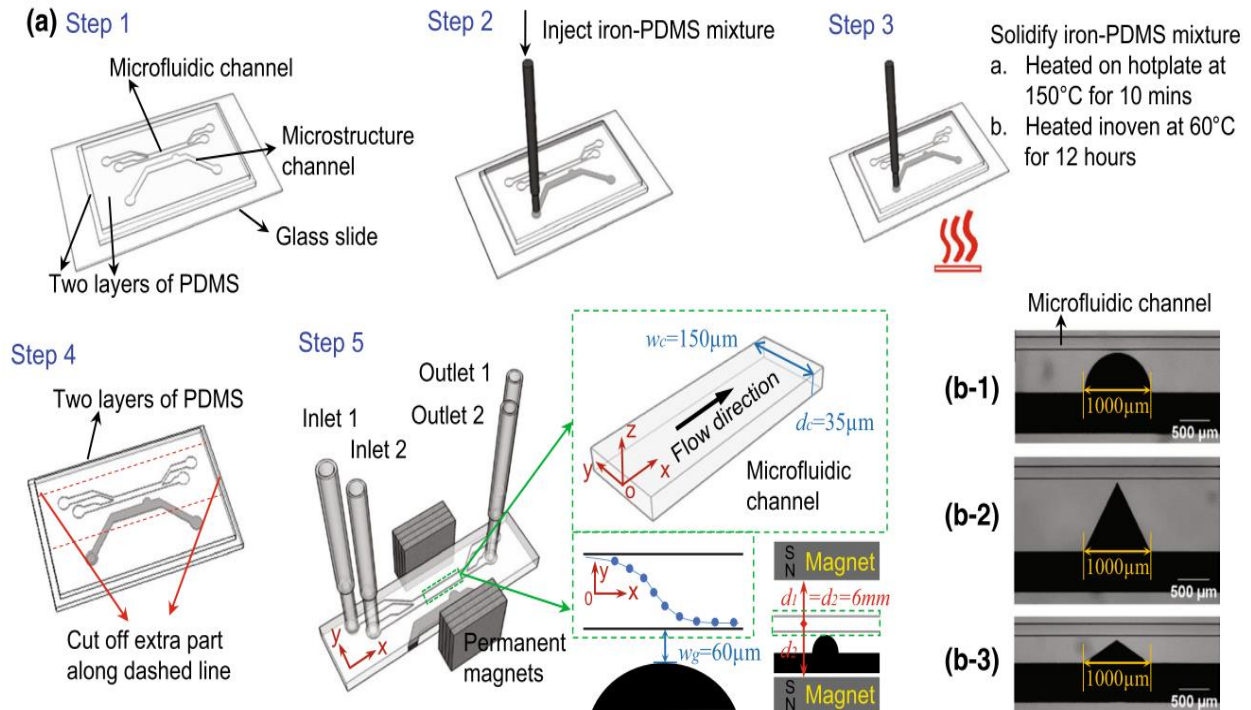 (a) Step 1
Microfluidic channel
Microstructure
channel
Glass slide
Two layers of PDMS
Step 2
Inject iron-PDMS mixture
Step 3
Solidify iron-PDMS mixture
a. Heated on hotplate at
150°C for 10 mins
b. Heated inoven at 60°C
for 12 hours
Step 4
Two layers of PDMS
Cut off extra part
along dashed line
Step 5
Inlet 1
Inlet 2
Outlet 1
Outlet 2
y
x
Permanent
magnets
wc=150μm
dc=35μm
Flow direction
z
y
x
o
Microfluidic
channel
y
0
x
wg=60μm
S
N
Magnet
d1=d2=6mm
d2
S
N
Magnet
Microfluidic channel
(b-1)
1000μm
500 μm
(b-2)
1000μm
500 μm
(b-3)
1000μm
500 μm